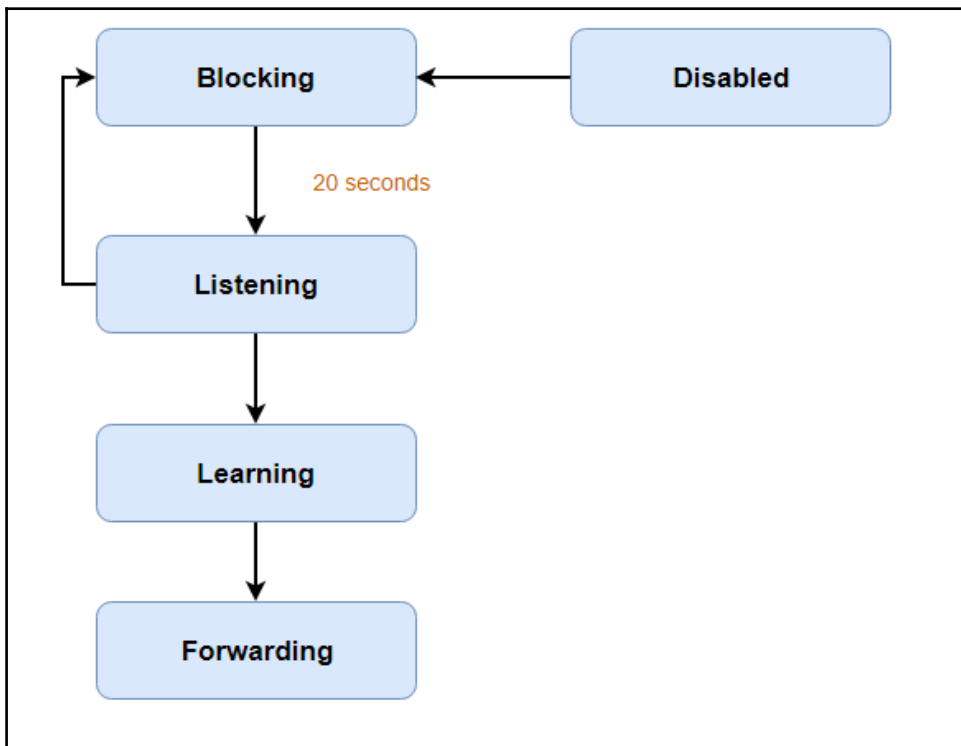 Blocking
Disabled
20 seconds
Listening
Learning
Forwarding